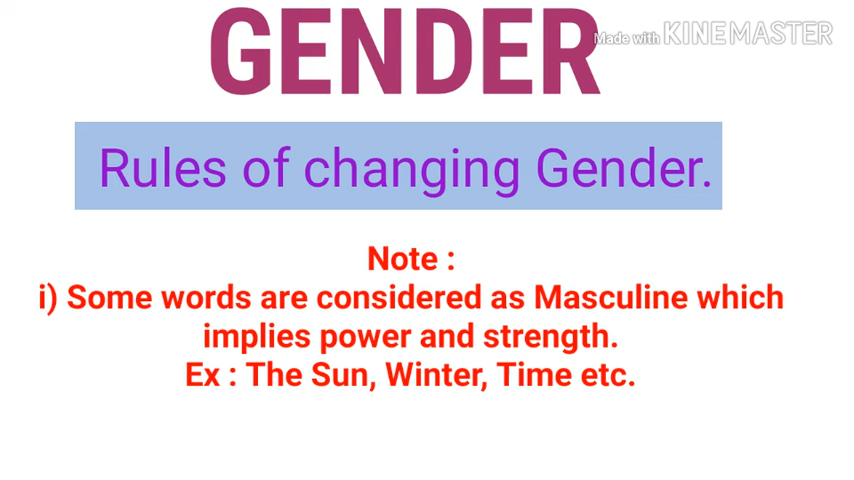 GENDER
Made with KINEMASTER
Rules of changing Gender.
Note :
i) Some words are considered as Masculine which
implies power and strength.
Ex : The Sun, Winter, Time etc.